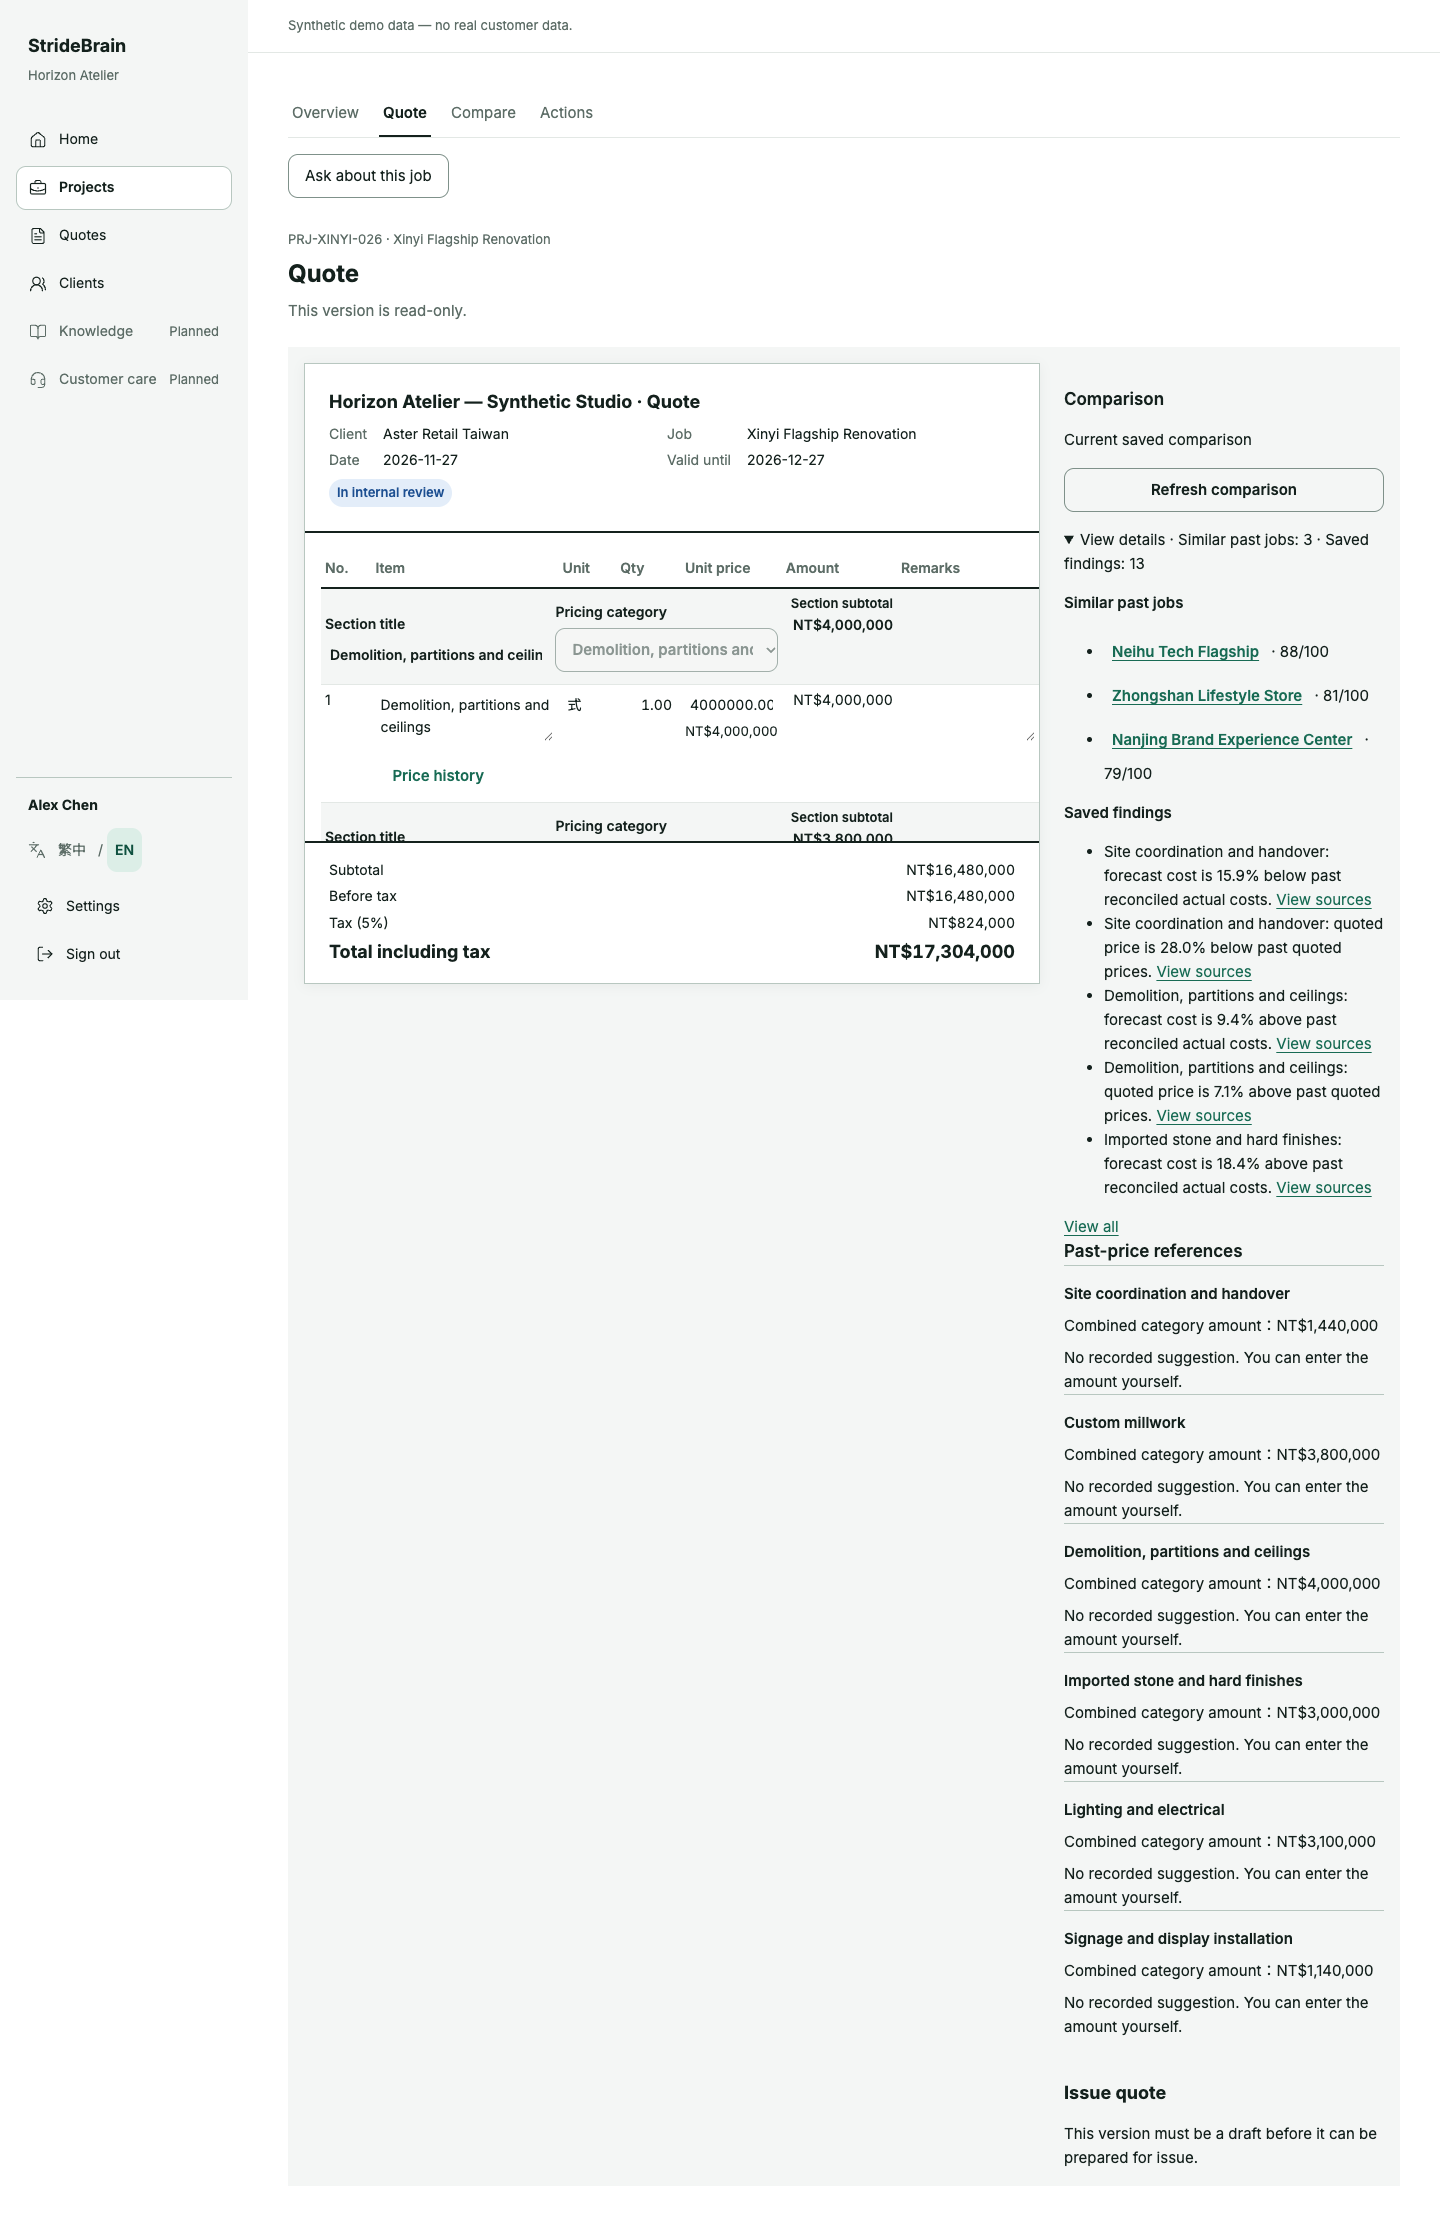 StrideBrain
Horizon Atelier
Home
Projects
Quotes
Clients
Knowledge Planned
Customer care Planned
Alex Chen
繁中 / EN
Settings
Sign out
Synthetic demo data — no real customer data.
Overview Quote Compare Actions
Ask about this job
PRJ-XINYI-026 · Xinyi Flagship Renovation
Quote
This version is read-only.
Horizon Atelier — Synthetic Studio · Quote
Client Aster Retail Taiwan Job Xinyi Flagship Renovation
Date 2026-11-27 Valid until 2026-12-27
In internal review
No. Item Unit Qty Unit price Amount Remarks
Section title
Demolition, partitions and ceilin
Pricing category
Demolition, partitions anc
Section subtotal
NT$4,000,000
1 Demolition, partitions and 式 1.00 4000000.00 NT$4,000,000
ceilings NT$4,000,000
Price history
Section title Pricing category Section subtotal
NT$3,800,000
Subtotal NT$16,480,000
Before tax NT$16,480,000
Tax (5%) NT$824,000
Total including tax NT$17,304,000
Comparison
Current saved comparison
Refresh comparison
▼ View details · Similar past jobs: 3 · Saved
findings: 13
Similar past jobs
• Neihu Tech Flagship · 88/100
• Zhongshan Lifestyle Store · 81/100
• Nanjing Brand Experience Center ·
79/100
Saved findings
• Site coordination and handover:
forecast cost is 15.9% below past
reconciled actual costs. View sources
• Site coordination and handover: quoted
price is 28.0% below past quoted
prices. View sources
• Demolition, partitions and ceilings:
forecast cost is 9.4% above past
reconciled actual costs. View sources
• Demolition, partitions and ceilings:
quoted price is 7.1% above past quoted
prices. View sources
• Imported stone and hard finishes:
forecast cost is 18.4% above past
reconciled actual costs. View sources
View all
Past-price references
Site coordination and handover
Combined category amount：NT$1,440,000
No recorded suggestion. You can enter the
amount yourself.
Custom millwork
Combined category amount：NT$3,800,000
No recorded suggestion. You can enter the
amount yourself.
Demolition, partitions and ceilings
Combined category amount：NT$4,000,000
No recorded suggestion. You can enter the
amount yourself.
Imported stone and hard finishes
Combined category amount：NT$3,000,000
No recorded suggestion. You can enter the
amount yourself.
Lighting and electrical
Combined category amount：NT$3,100,000
No recorded suggestion. You can enter the
amount yourself.
Signage and display installation
Combined category amount：NT$1,140,000
No recorded suggestion. You can enter the
amount yourself.
Issue quote
This version must be a draft before it can be
prepared for issue.